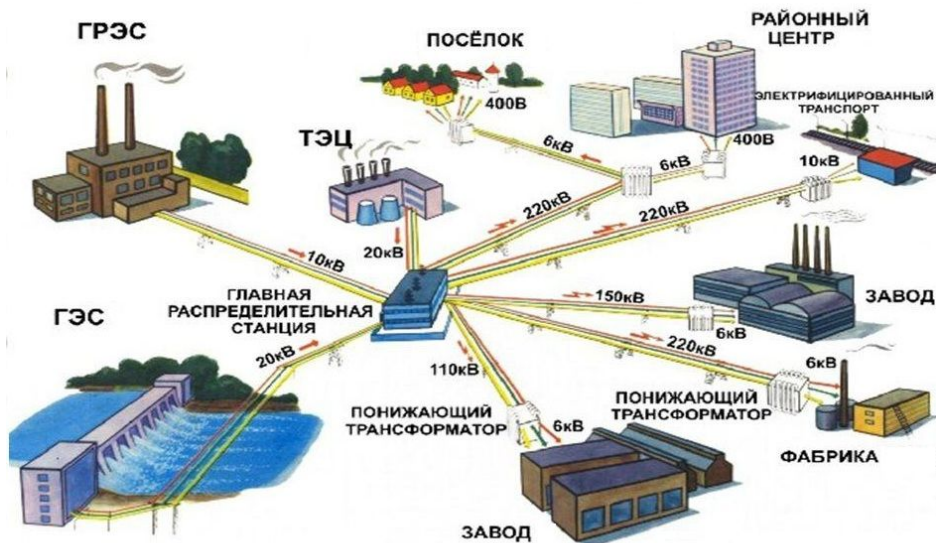 ГРЭС
ПОСЁЛОК
РАЙОННЫЙ
ЦЕНТР
ЭЛЕКТРИФИЦИРОВАННЫЙ
ТРАНСПОРТ
400В
ТЭЦ
6кВ
6кВ
400В
10кВ
220кВ
220кВ
20кВ
10кВ
ГЛАВНАЯ
РАСПРЕДЕЛИТЕЛЬНАЯ
СТАНЦИЯ
ГЭС
20кВ
150кВ
6кВ
ЗАВОД
220кВ
6кВ
110кВ
ПОНИЖАЮЩИЙ
ТРАНСФОРМАТОР
6кВ
ПОНИЖАЮЩИЙ
ТРАНСФОРМАТОР
ФАБРИКА
ЗАВОД